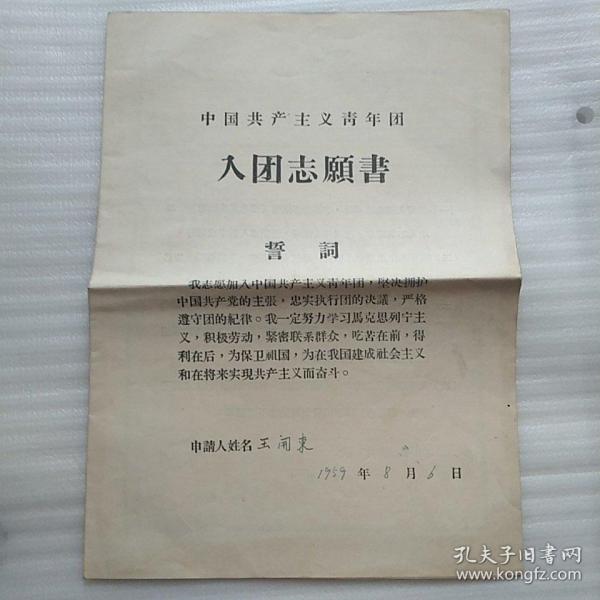 中国共产主义青年团
入团志願書
誓詞
我志愿加入中国共产主义青年团，坚决拥护
中国共产党的主張，忠实执行团的决議，严格
遵守团的紀律。我一定努力学习馬克思列宁主
义，积极劳动，紧密联系群众，吃苦在前，得
利在后，为保卫祖国，为在我国建成社会主义
和在将来实現共产主义而奋斗。
申請人姓名 王闹東
1959 年 8 月 6 日
孔夫子旧書网
www.kongfz.com